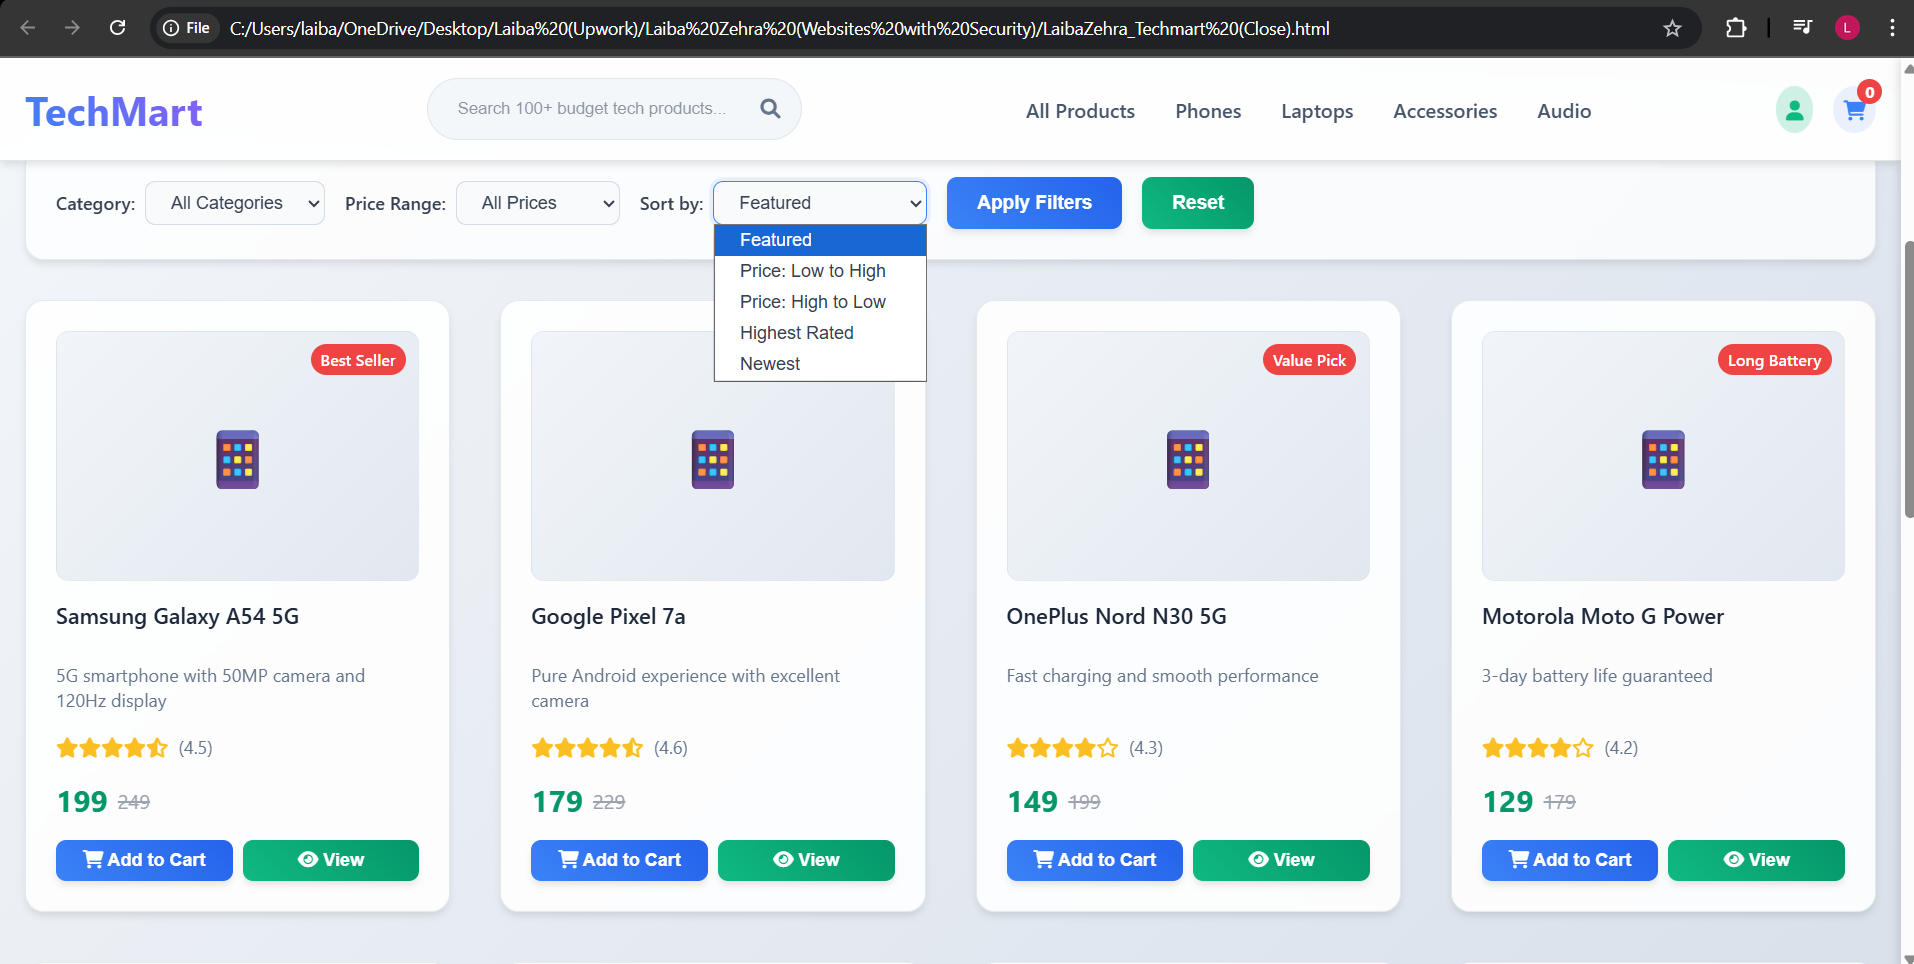 File
C:/Users/laiba/OneDrive/Desktop/Laiba%20(Upwork)/Laiba%20Zehra%20(Websites%20with%20Security)/LaibaZehra_Techmart%20(Close).html
L
TechMart
Search 100+ budget tech products...
All Products
Phones
Laptops
Accessories
Audio
0
Category:
All Categories
Price Range:
All Prices
Sort by:
Featured
Apply Filters
Reset
Featured
Price: Low to High
Price: High to Low
Highest Rated
Newest
Best Seller
Samsung Galaxy A54 5G
5G smartphone with 50MP camera and
120Hz display
(4.5)
199 249
Add to Cart
View
Google Pixel 7a
Pure Android experience with excellent
camera
(4.6)
179 229
Add to Cart
View
Value Pick
OnePlus Nord N30 5G
Fast charging and smooth performance
(4.3)
149 199
Add to Cart
View
Long Battery
Motorola Moto G Power
3-day battery life guaranteed
(4.2)
129 179
Add to Cart
View